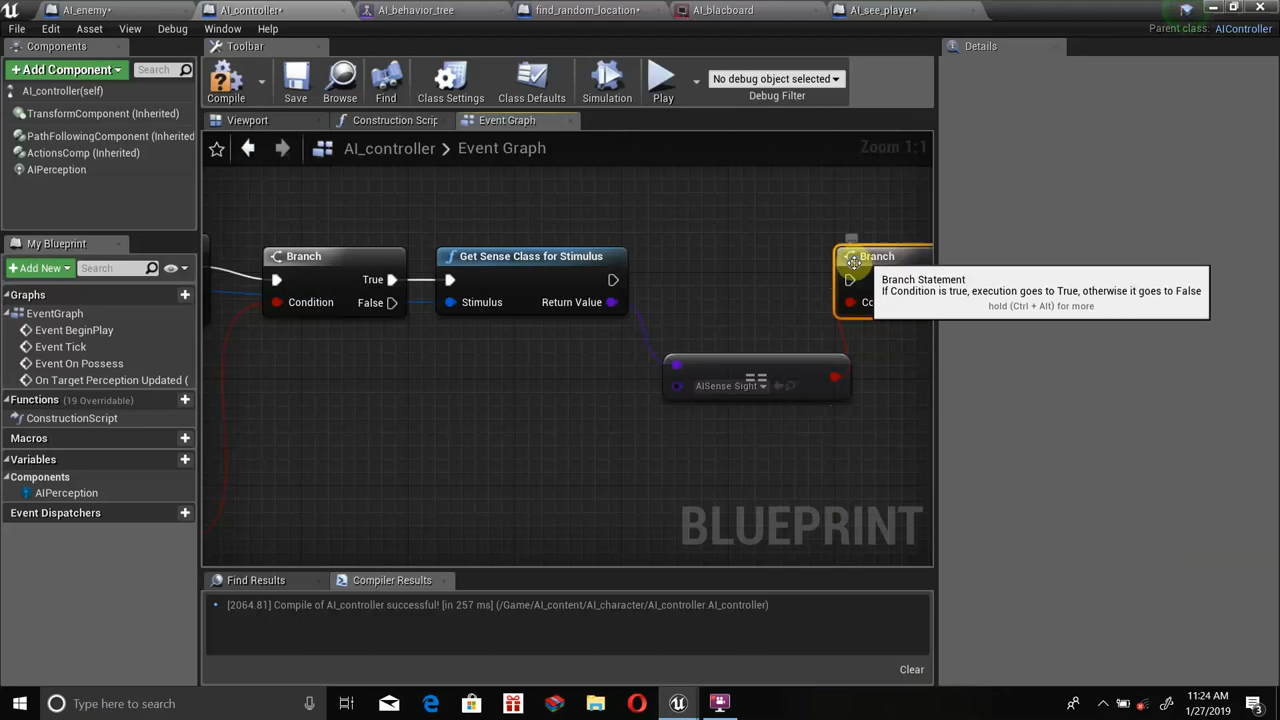 AI_enemy*
AI_controller*
AI_behavior_tree
find_random_location*
AI_blacboard
AI_see_player*
File Edit Asset View Debug Window Help
Parent class: AIController
Components
Toolbar
Details
Add Component
Search
Compile
Save
Browse
Find
Class Settings
Class Defaults
Simulation
Play
No debug object selected
Debug Filter
AI_controller(self)
TransformComponent (Inherited)
PathFollowingComponent (Inherited
ActionsComp (Inherited)
AIPerception
Viewport
Construction Scrip
Event Graph
AI_controller > Event Graph
Zoom 1:1
My Blueprint
Add New
Search
Graphs
EventGraph
Event BeginPlay
Event Tick
Event On Possess
On Target Perception Updated (
Functions (19 Overridable)
ConstructionScript
Macros
Variables
Components
AIPerception
Event Dispatchers
Branch
True
Condition
False
Get Sense Class for Stimulus
Stimulus
Return Value
==
AISense Sight
Branch
Co
Branch Statement
If Condition is true, execution goes to True, otherwise it goes to False
hold (Ctrl + Alt) for more
BLUEPRINT
Find Results
Compiler Results
[2064.81] Compile of AI_controller successful! [in 257 ms] (/Game/AI_content/AI_character/AI_controller.AI_controller)
Clear
Type here to search
11:24 AM
1/27/2019
3